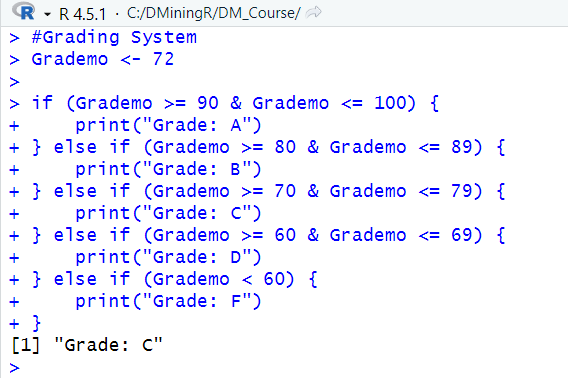 R 4.5.1 · C:/DMiningR/DM_Course/
> #Grading System
> Grademo <- 72
>
> if (Grademo >= 90 & Grademo <= 100) {
+     print("Grade: A")
+ } else if (Grademo >= 80 & Grademo <= 89) {
+     print("Grade: B")
+ } else if (Grademo >= 70 & Grademo <= 79) {
+     print("Grade: C")
+ } else if (Grademo >= 60 & Grademo <= 69) {
+     print("Grade: D")
+ } else if (Grademo < 60) {
+     print("Grade: F")
+ }
[1] "Grade: C"
>